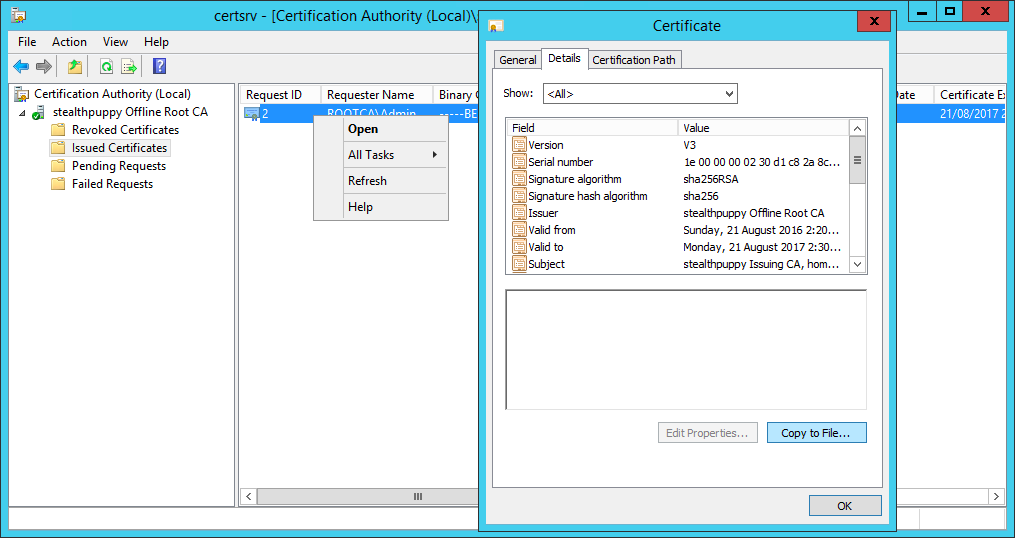 certsrv - [Certification Authority (Local)\
File Action View Help
Certification Authority (Local)
stealthpuppy Offline Root CA
Revoked Certificates
Issued Certificates
Pending Requests
Failed Requests
Request ID Requester Name Binary C
2 ROOTCA\Admin -----BE
Open
All Tasks
Refresh
Help
Date Certificate Ex
21/08/2017 2
Certificate
General Details Certification Path
Show: <All>
Field Value
Version V3
Serial number 1e 00 00 00 02 30 d1 c8 2a 8c...
Signature algorithm sha256RSA
Signature hash algorithm sha256
Issuer stealthpuppy Offline Root CA
Valid from Sunday, 21 August 2016 2:20...
Valid to Monday, 21 August 2017 2:30...
Subject stealthpuppy Issuing CA, hom...
Edit Properties... Copy to File...
OK